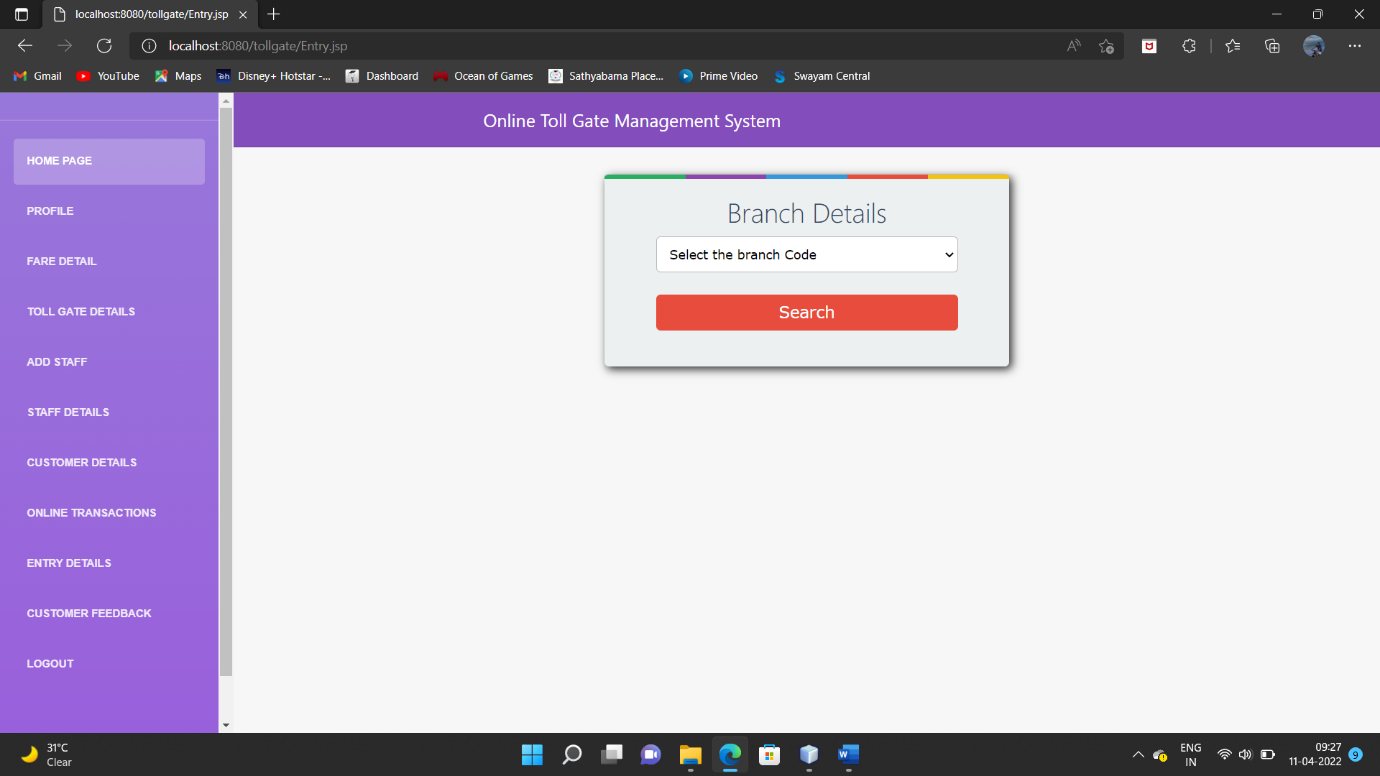 localhost:8080/tollgate/Entry.jsp
localhost:8080/tollgate/Entry.jsp
Gmail YouTube Maps Disney+ Hotstar -... Dashboard Ocean of Games Sathyabama Place... Prime Video Swayam Central
Online Toll Gate Management System
HOME PAGE
PROFILE
FARE DETAIL
TOLL GATE DETAILS
ADD STAFF
STAFF DETAILS
CUSTOMER DETAILS
ONLINE TRANSACTIONS
ENTRY DETAILS
CUSTOMER FEEDBACK
LOGOUT
Branch Details
Select the branch Code
Search
31°C
Clear
ENG
IN
09:27
11-04-2022
9